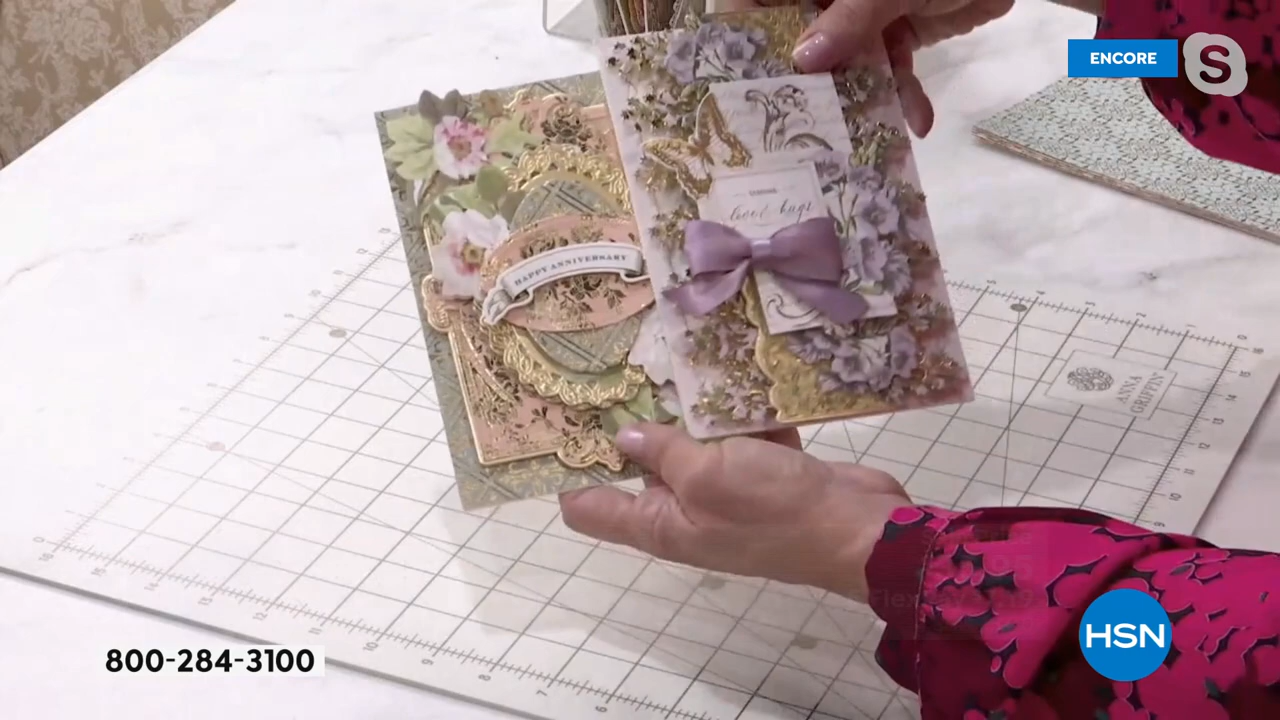 ENCORE
S
HAPPY ANNIVERSARY
love & hugs
ANNA
GRIFFIN
800-284-3100
HSN